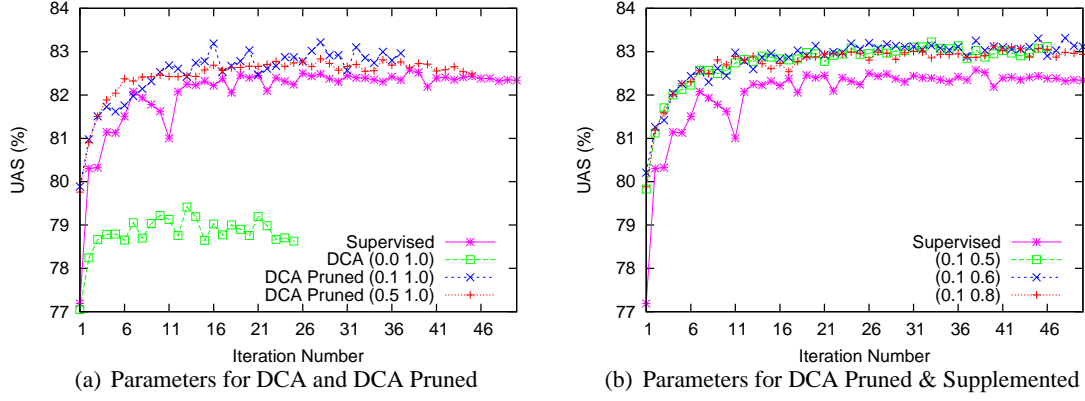 84
83
82
81
80
79
78
77
UAS (%)
1 6 11 16 21 26 31 36 41 46
Iteration Number
Supervised
DCA (0.0 1.0)
DCA Pruned (0.1 1.0)
DCA Pruned (0.5 1.0)
(a) Parameters for DCA and DCA Pruned
84
83
82
81
80
79
78
77
UAS (%)
1 6 11 16 21 26 31 36 41 46
Iteration Number
Supervised
(0.1 0.5)
(0.1 0.6)
(0.1 0.8)
(b) Parameters for DCA Pruned & Supplemented